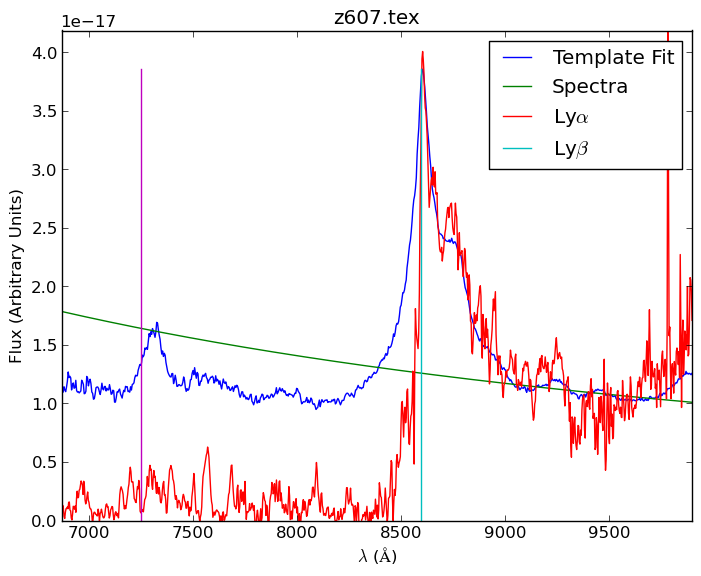 z607.tex
1e−17
Template Fit
Spectra
Lyα
Lyβ
4.0
3.5
3.0
2.5
2.0
1.5
1.0
0.5
0.0
Flux (Arbitrary Units)
7000 7500 8000 8500 9000 9500
λ (Å)